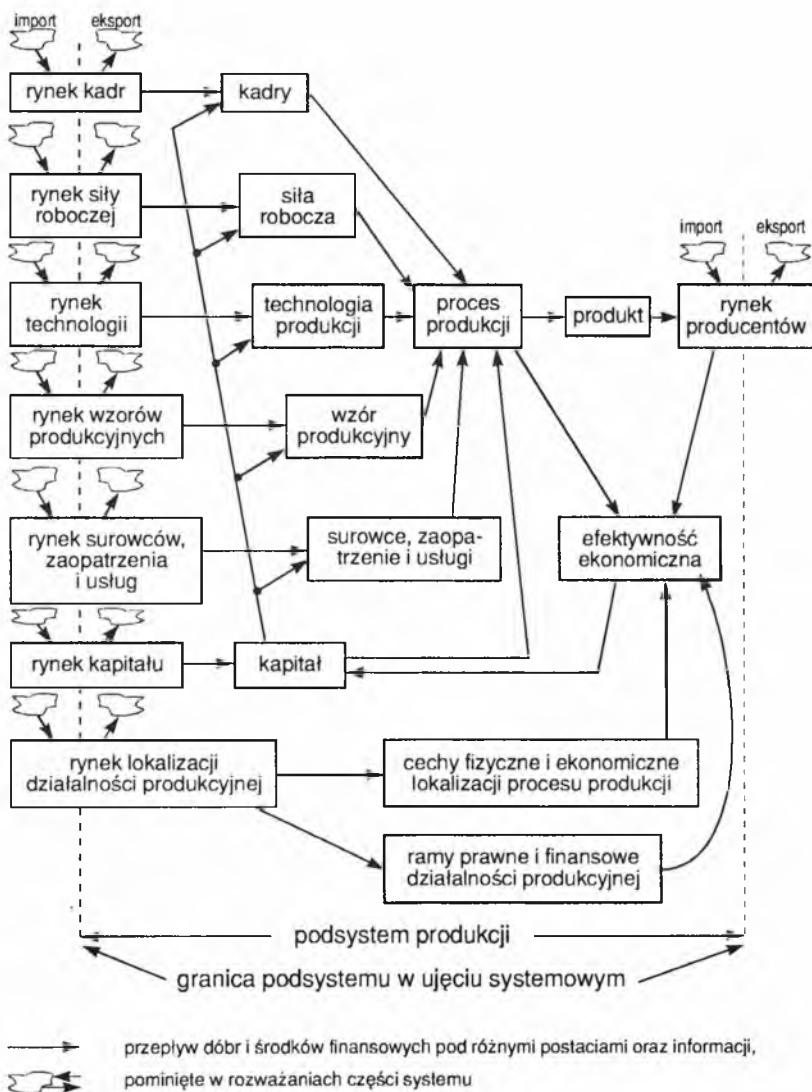 import eksport
rynek kadr
kadry
rynek siły
roboczej
siła
robocza
import eksport
rynek
technologii
technologia
produkcji
proces
produkcji
produkt
rynek
producentów
rynek wzorów
produkcyjnych
wzór
produkcyjny
rynek surowców,
zaopatrzenia
i usług
surowce, zaopa-
trzenie i usługi
efektywność
ekonomiczna
rynek kapitału
kapitał
rynek lokalizacji
działalności produkcyjnej
cechy fizyczne i ekonomiczne
lokalizacji procesu produkcji
ramy prawne i finansowe
działalności produkcyjnej
podsystem produkcji
granica podsystemu w ujęciu systemowym
przepływ dóbr i środków finansowych pod różnymi postaciami oraz informacji,
pominięte w rozważaniach części systemu